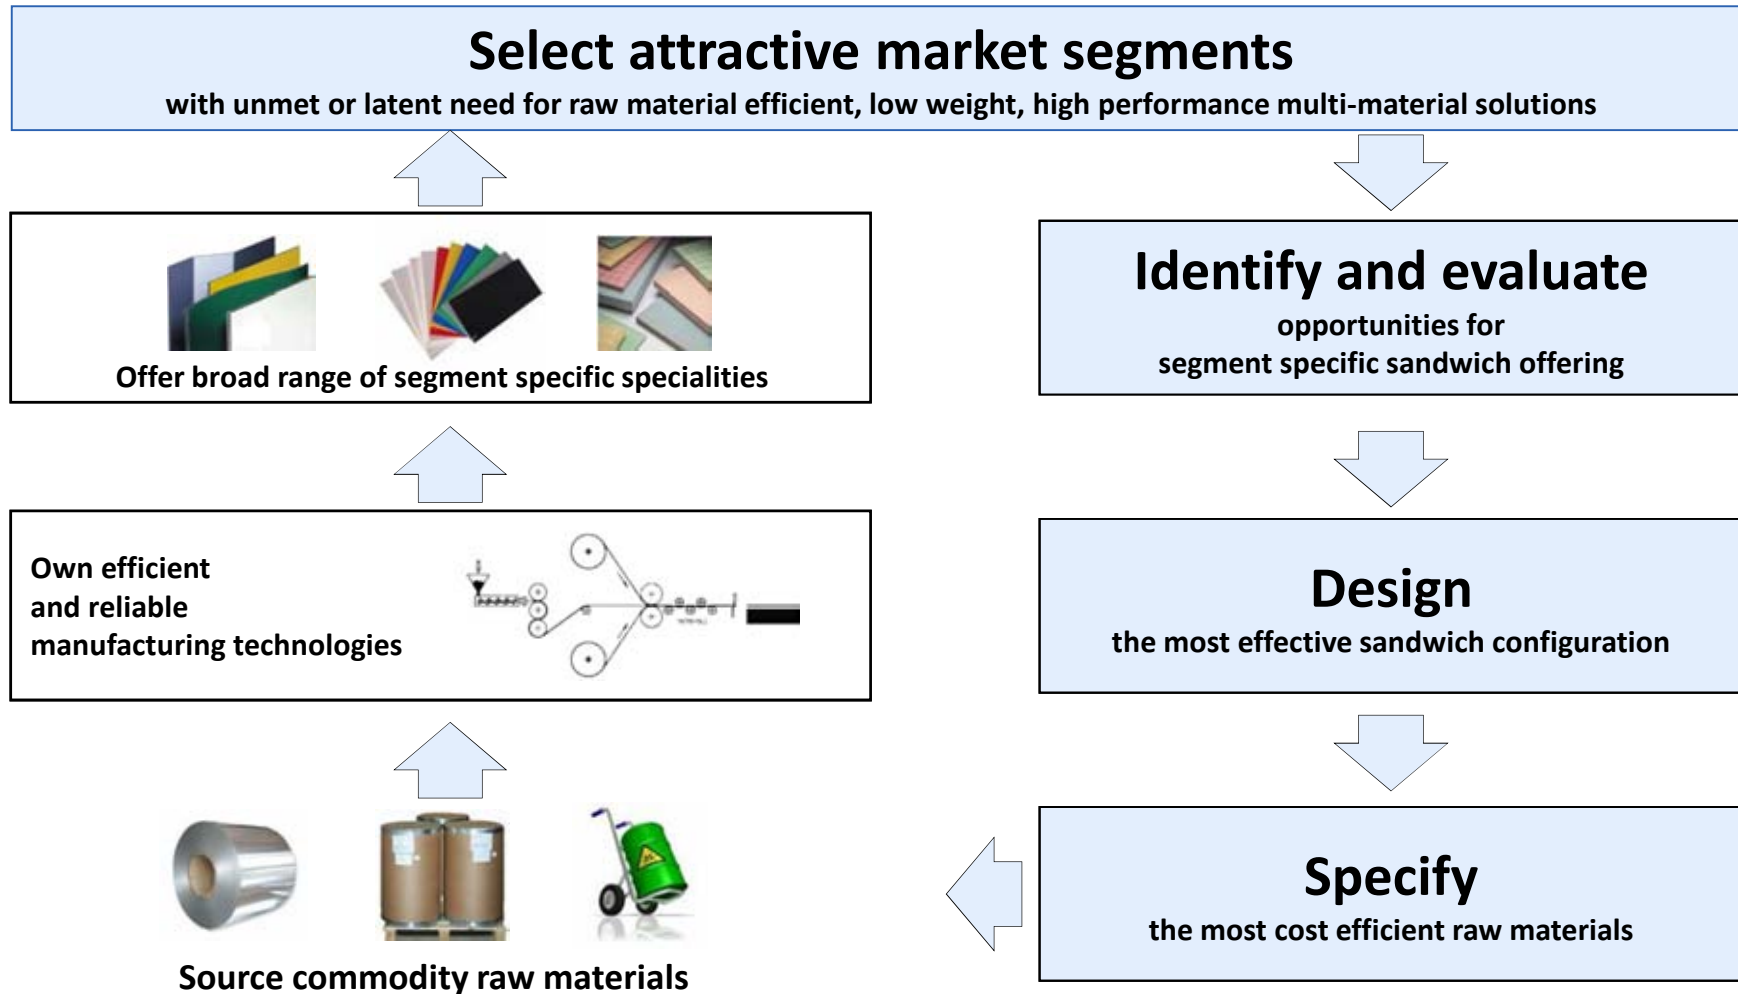 Select attractive market segments
with unmet or latent need for raw material efficient, low weight, high performance multi-material solutions
Offer broad range of segment specific specialities
Identify and evaluate
opportunities for
segment specific sandwich offering
Own efficient
and reliable
manufacturing technologies
Design
the most effective sandwich configuration
Source commodity raw materials
Specify
the most cost efficient raw materials